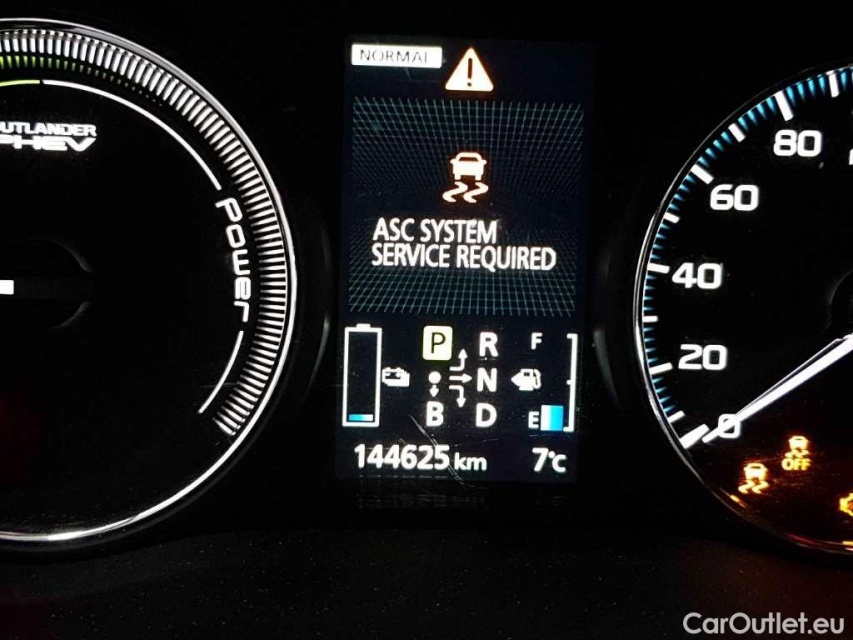 NORMAL
OUTLANDER
PHEV
Power
ASC SYSTEM
SERVICE REQUIRED
P R F
N
B D E
144625 km 7°C
80
60
40
20
0
OFF
CarOutlet.eu